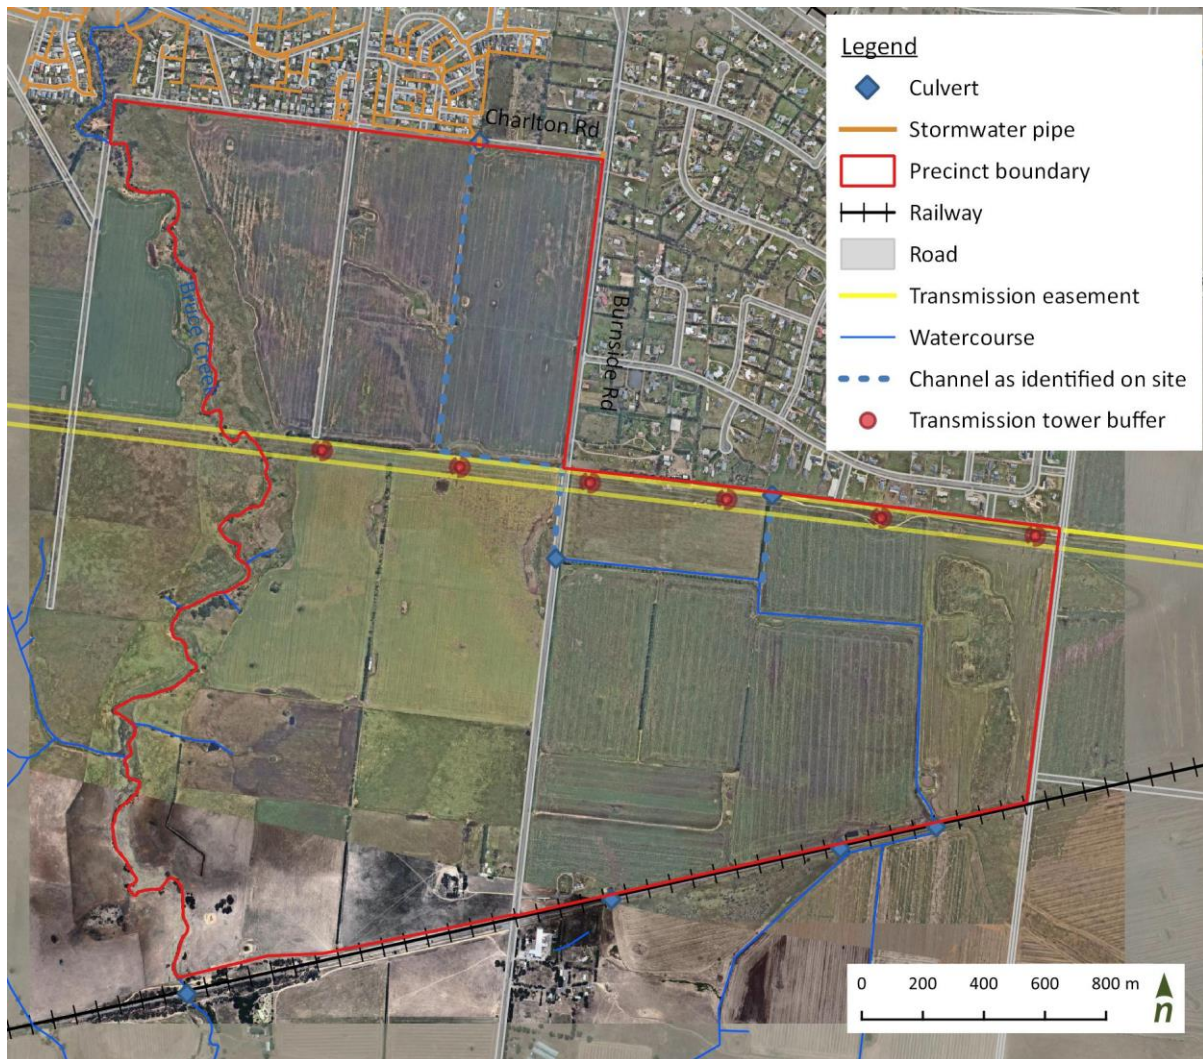 Legend
Culvert
Stormwater pipe
Precinct boundary
Railway
Road
Transmission easement
Watercourse
Channel as identified on site
Transmission tower buffer
Charlton Rd
Burnside Rd
Bruce Creek
0 200 400 600 800 m
n